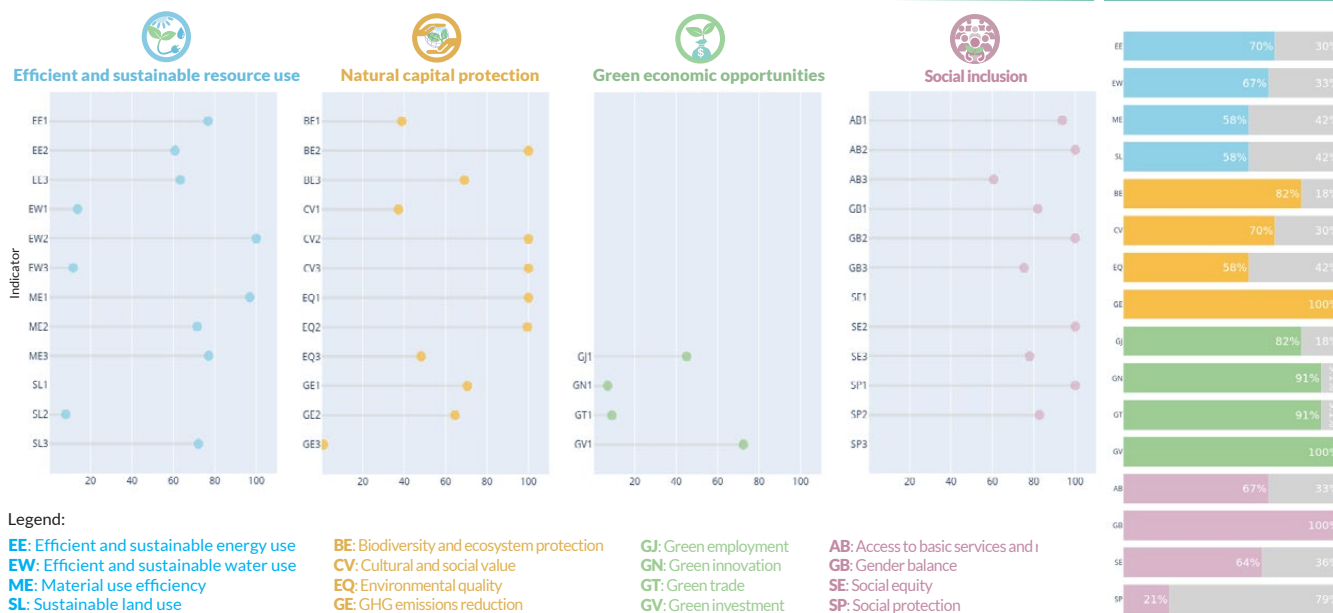 Efficient and sustainable resource use
Natural capital protection
Green economic opportunities
Social inclusion
Indicator
EE1
EE2
EE3
EW1
EW2
EW3
ME1
ME2
ME3
SL1
SL2
SL3
20 40 60 80 100
BE1
BE2
BE3
CV1
CV2
CV3
EQ1
EQ2
EQ3
GE1
GE2
GE3
20 40 60 80 100
GJ1
GN1
GT1
GV1
20 40 60 80 100
AB1
AB2
AB3
GB1
GB2
GB3
SE1
SE2
SE3
SP1
SP2
SP3
20 40 60 80 100
EE 70% 30%
EW 67% 33%
ME 58% 42%
SL 58% 42%
BE 82% 18%
CV 70% 30%
EQ 58% 42%
GE 100%
GJ 82% 18%
GN 91%
GT 91%
GV 100%
AB 67% 33%
GB 100%
SE 64% 36%
SP 21% 79%
Legend:
EE: Efficient and sustainable energy use
EW: Efficient and sustainable water use
ME: Material use efficiency
SL: Sustainable land use
BE: Biodiversity and ecosystem protection
CV: Cultural and social value
EQ: Environmental quality
GE: GHG emissions reduction
GJ: Green employment
GN: Green innovation
GT: Green trade
GV: Green investment
AB: Access to basic services and
GB: Gender balance
SE: Social equity
SP: Social protection